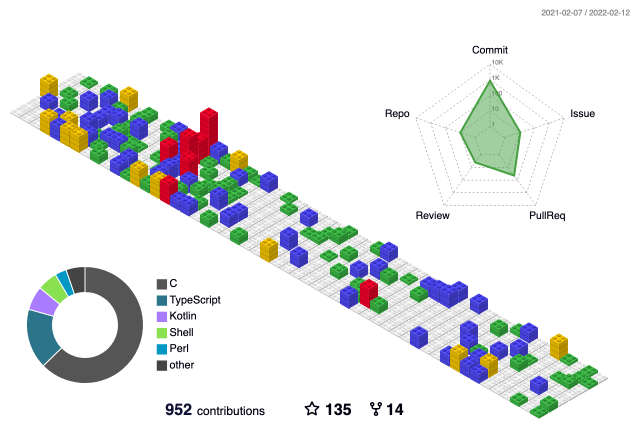 2021-02-07 / 2022-02-12
Commit
10K
1K
100
10
1
Repo
Issue
Review
PullReq
C
TypeScript
Kotlin
Shell
Perl
other
952 contributions
135
14